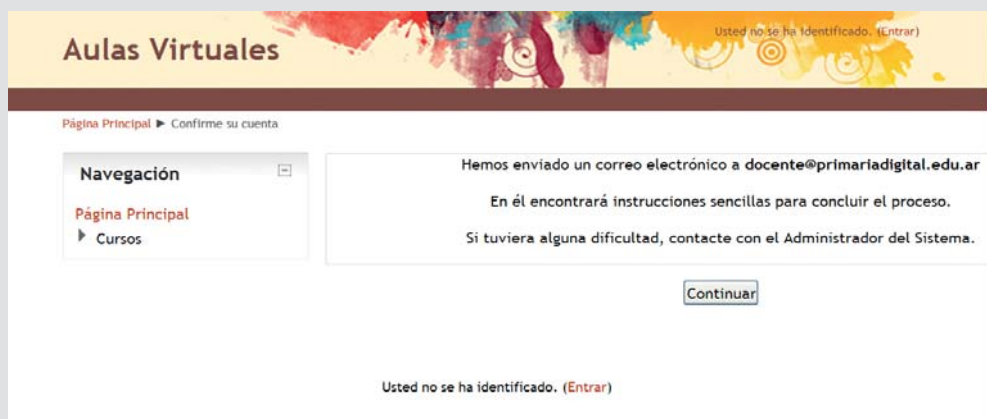 Aulas Virtuales
Usted no se ha identificado. (Entrar)
Página Principal ► Confirme su cuenta
Navegación
Página Principal
Cursos
Hemos enviado un correo electrónico a docente@primariadigital.edu.ar
En él encontrará instrucciones sencillas para concluir el proceso.
Si tuviera alguna dificultad, contacte con el Administrador del Sistema.
Continuar
Usted no se ha identificado. (Entrar)